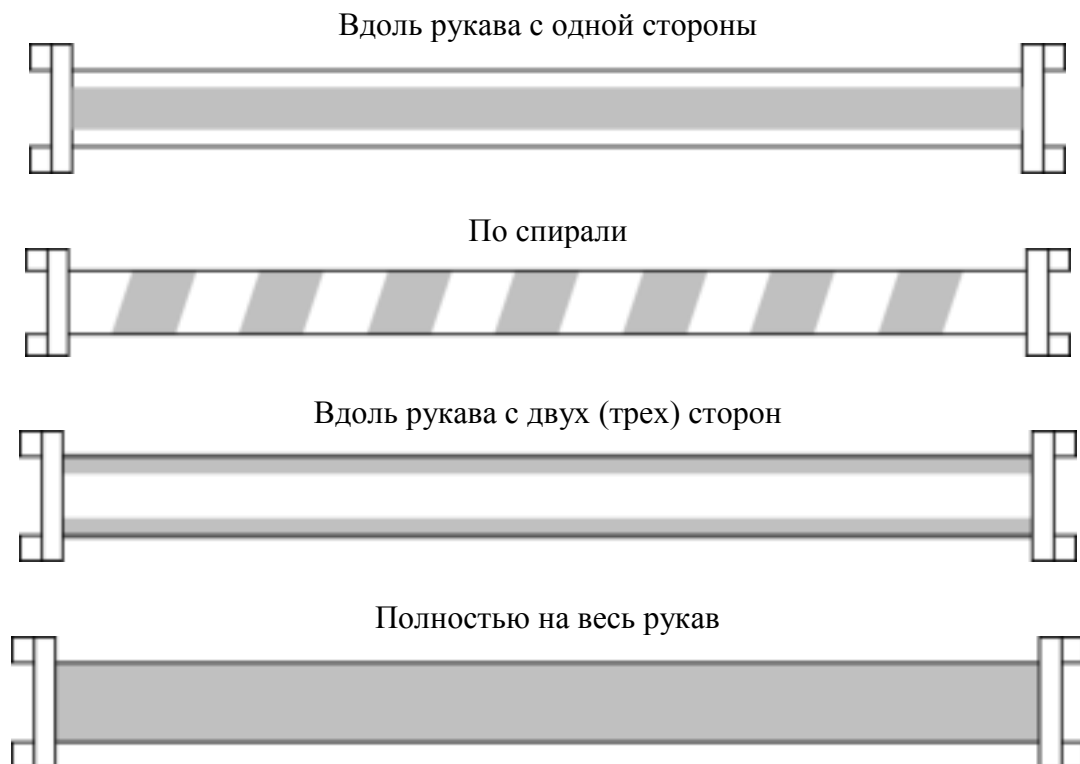 Вдоль рукава с одной стороны
По спирали
Вдоль рукава с двух (трех) сторон
Полностью на весь рукав